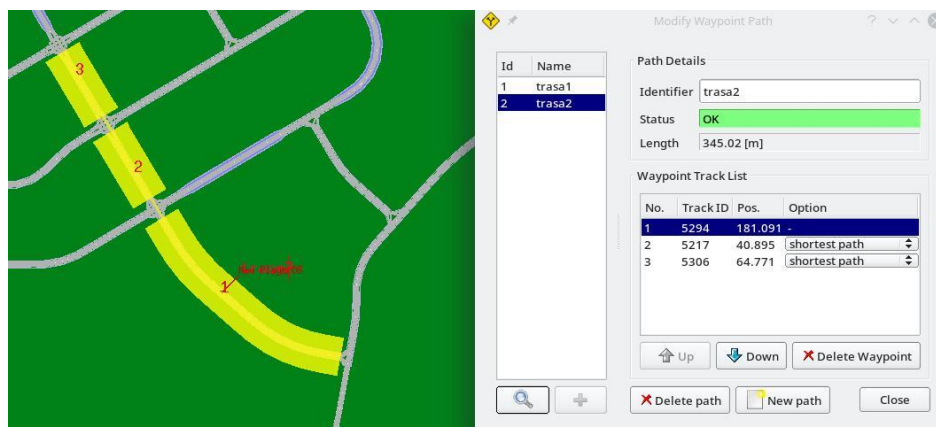 3
2
1
Modify Waypoint Path
Id Name
1 trasa1
2 trasa2
Path Details
Identifier trasa2
Status OK
Length 345.02 [m]
Waypoint Track List
No. Track ID Pos. Option
1 5294 181.091 -
2 5217 40.895 shortest path
3 5306 64.771 shortest path
Up Down Delete Waypoint
Delete path New path Close